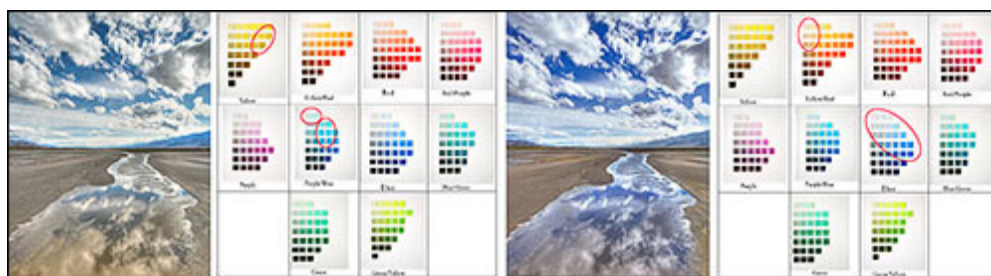 Yellow
Yellow/Red
Red
Red/Purple
Purple
Purple/Blue
Blue
Blue/Green
Green
Green/Yellow
Yellow
Yellow/Red
Red
Red/Purple
Purple
Purple/Blue
Blue
Blue/Green
Green
Green/Yellow